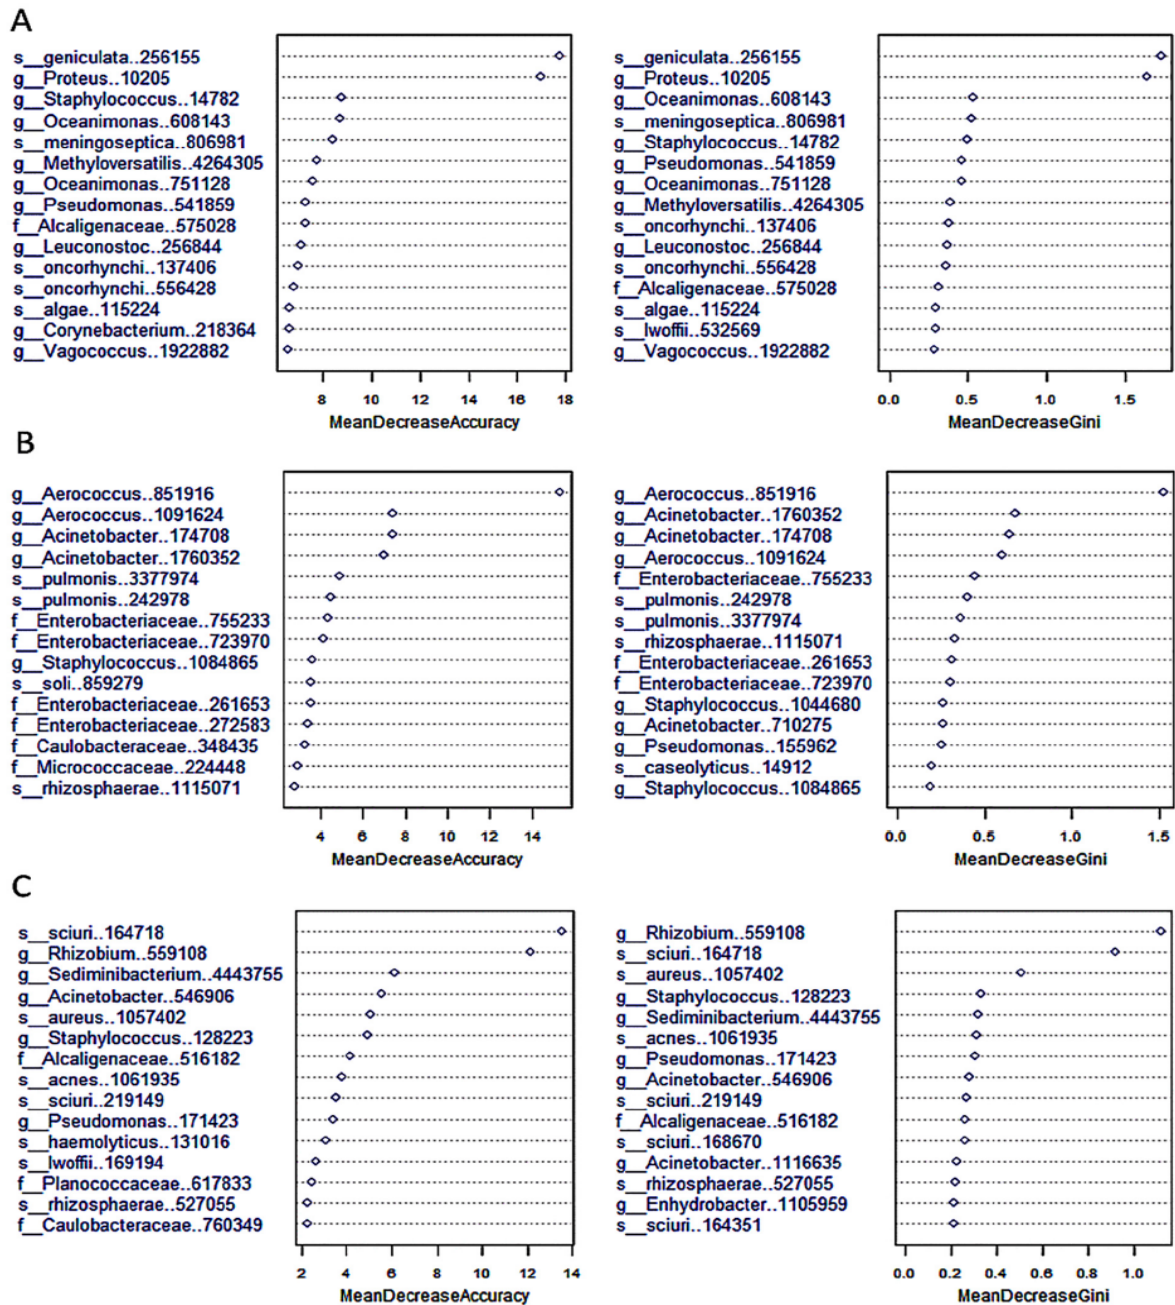 A
s__geniculata..256155
g__Proteus..10205
g__Staphylococcus..14782
g__Oceanimonas..608143
s__meningoseptica..806981
g__Methyloversatilis..4264305
g__Oceanimonas..751128
g__Pseudomonas..541859
f__Alcaligenaceae..575028
g__Leuconostoc..256844
s__oncorhynchi..137406
s__oncorhynchi..556428
s__algae..115224
g__Corynebacterium..218364
g__Vagococcus..1922882
8 10 12 14 16 18
MeanDecreaseAccuracy
s__geniculata..256155
g__Proteus..10205
g__Oceanimonas..608143
s__meningoseptica..806981
g__Staphylococcus..14782
g__Pseudomonas..541859
g__Oceanimonas..751128
g__Methyloversatilis..4264305
s__oncorhynchi..137406
g__Leuconostoc..256844
s__oncorhynchi..556428
f__Alcaligenaceae..575028
s__algae..115224
s__lwoffii..532569
g__Vagococcus..1922882
0.0 0.5 1.0 1.5
MeanDecreaseGini
B
g__Aerococcus..851916
g__Aerococcus..1091624
g__Acinetobacter..174708
g__Acinetobacter..1760352
s__pulmonis..3377974
s__pulmonis..242978
f__Enterobacteriaceae..755233
f__Enterobacteriaceae..723970
g__Staphylococcus..1084865
s__soli..859279
f__Enterobacteriaceae..261653
f__Enterobacteriaceae..272583
f__Caulobacteraceae..348435
f__Micrococcaceae..224448
s__rhizosphaerae..1115071
4 6 8 10 12 14
MeanDecreaseAccuracy
g__Aerococcus..851916
g__Acinetobacter..1760352
g__Acinetobacter..174708
g__Aerococcus..1091624
f__Enterobacteriaceae..755233
s__pulmonis..242978
s__pulmonis..3377974
s__rhizosphaerae..1115071
f__Enterobacteriaceae..261653
f__Enterobacteriaceae..723970
g__Staphylococcus..1044680
g__Acinetobacter..710275
g__Pseudomonas..155962
s__caseolyticus..14912
g__Staphylococcus..1084865
0.0 0.5 1.0 1.5
MeanDecreaseGini
C
s__sciuri..164718
g__Rhizobium..559108
g__Sediminibacterium..4443755
g__Acinetobacter..546906
s__aureus..1057402
g__Staphylococcus..128223
f__Alcaligenaceae..516182
s__acnes..1061935
s__sciuri..219149
g__Pseudomonas..171423
s__haemolyticus..131016
s__lwoffii..169194
f__Planococcaceae..617833
s__rhizosphaerae..527055
f__Caulobacteraceae..760349
2 4 6 8 10 12 14
MeanDecreaseAccuracy
g__Rhizobium..559108
s__sciuri..164718
s__aureus..1057402
g__Staphylococcus..128223
g__Sediminibacterium..4443755
s__acnes..1061935
g__Pseudomonas..171423
g__Acinetobacter..546906
s__sciuri..219149
f__Alcaligenaceae..516182
s__sciuri..168670
g__Acinetobacter..1116635
s__rhizosphaerae..527055
g__Enhydrobacter..1105959
s__sciuri..164351
0.0 0.2 0.4 0.6 0.8 1.0
MeanDecreaseGini